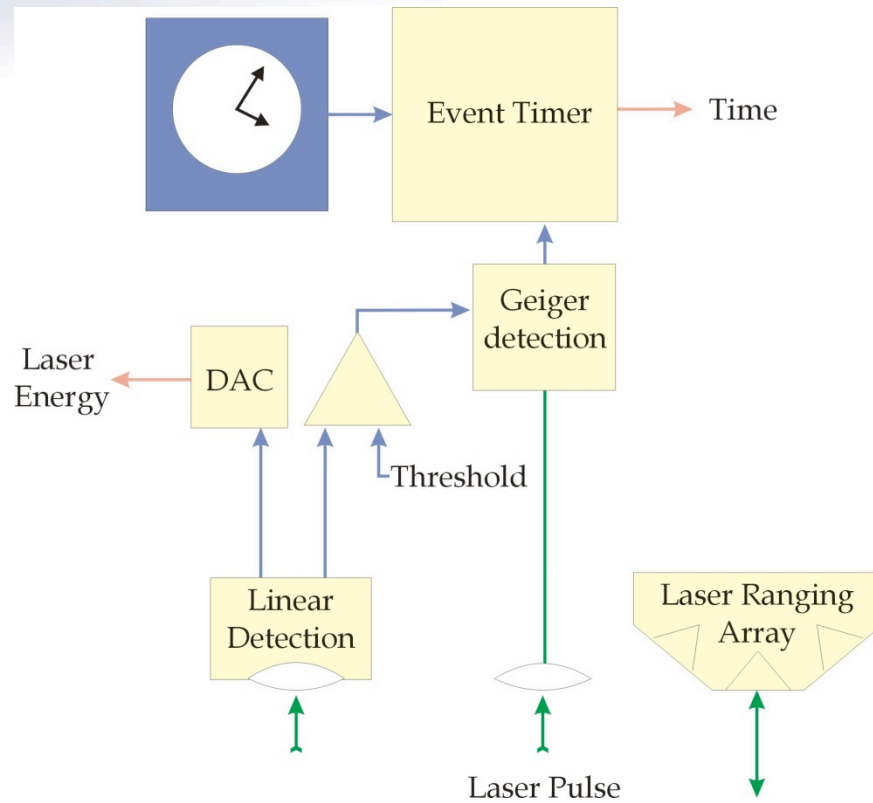 Event Timer
Time
Geiger
detection
Laser
Energy
DAC
Threshold
Linear
Detection
Laser Ranging
Array
Laser Pulse